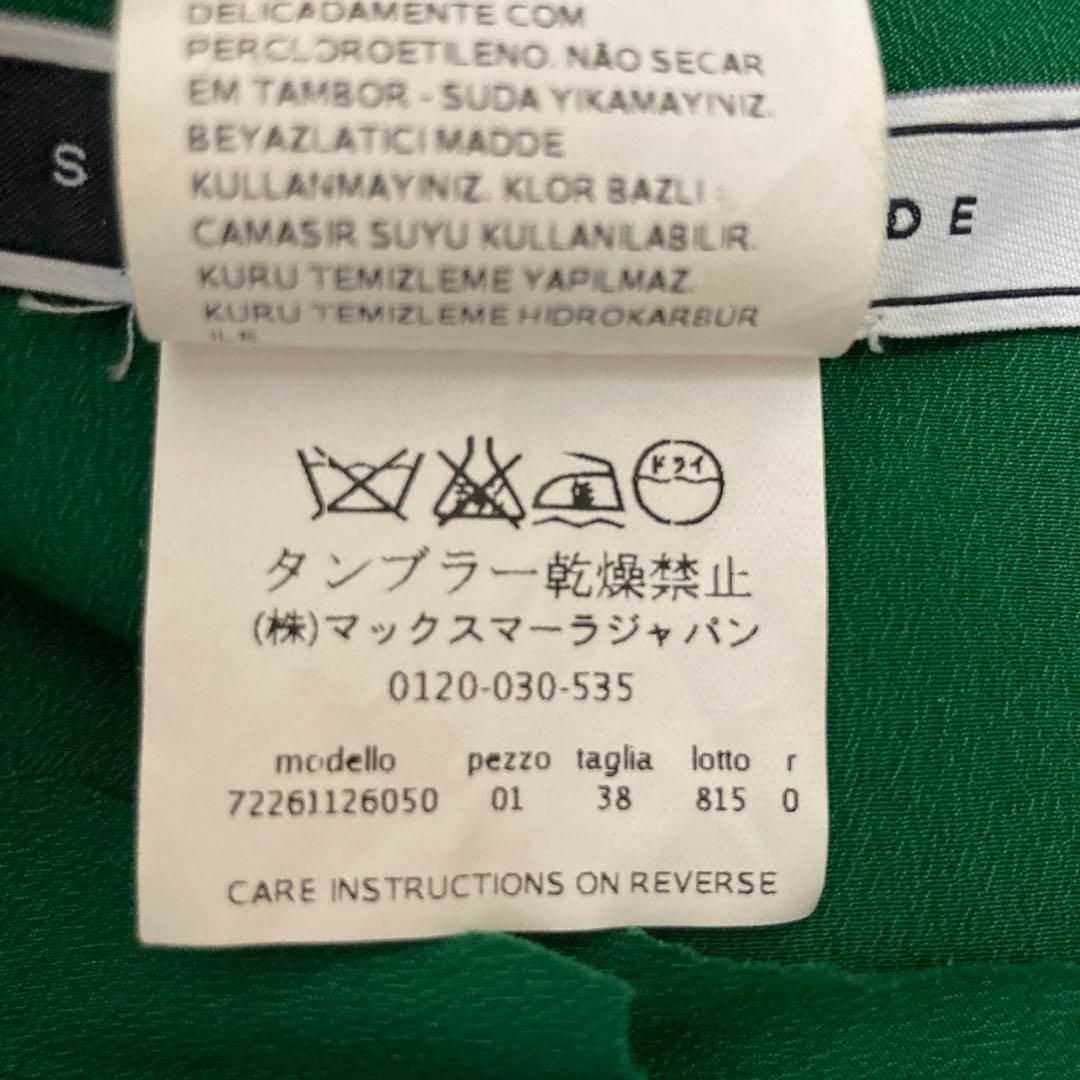 DELICADAMENTE COM
PERCLOROETILENO. NÃO SECAR
EM TAMBOR - SUDA YIKAMAYINIZ.
BEYAZLATICI MADDE
KULLANMAYINIZ. KLOR BAZLI
CAMASIR SUYU KULLANILABILIR.
KURU TEMIZLEME YAPILMAZ.
KURU TEMIZLEME HIDROKARBÜR
ILE
S
DE
ドライ
タンブラー乾燥禁止
(株)マックスマーラジャパン
0120-030-535
modello pezzo taglia lotto r
72261126050 01 38 815 0
CARE INSTRUCTIONS ON REVERSE